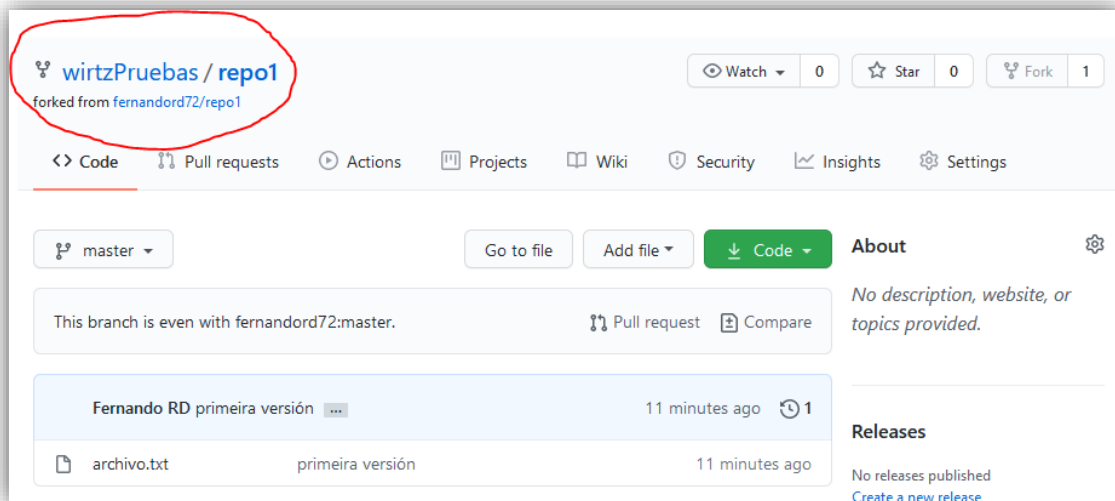 wirtzPruebas / repo1
forked from fernandord72/repo1
Watch 0 Star 0 Fork 1
Code Pull requests Actions Projects Wiki Security Insights Settings
master Go to file Add file Code
This branch is even with fernandord72:master. Pull request Compare
Fernando RD primeira versión ... 11 minutes ago 1
archivo.txt primeira versión 11 minutes ago
About
No description, website, or
topics provided.
Releases
No releases published
Create a new release